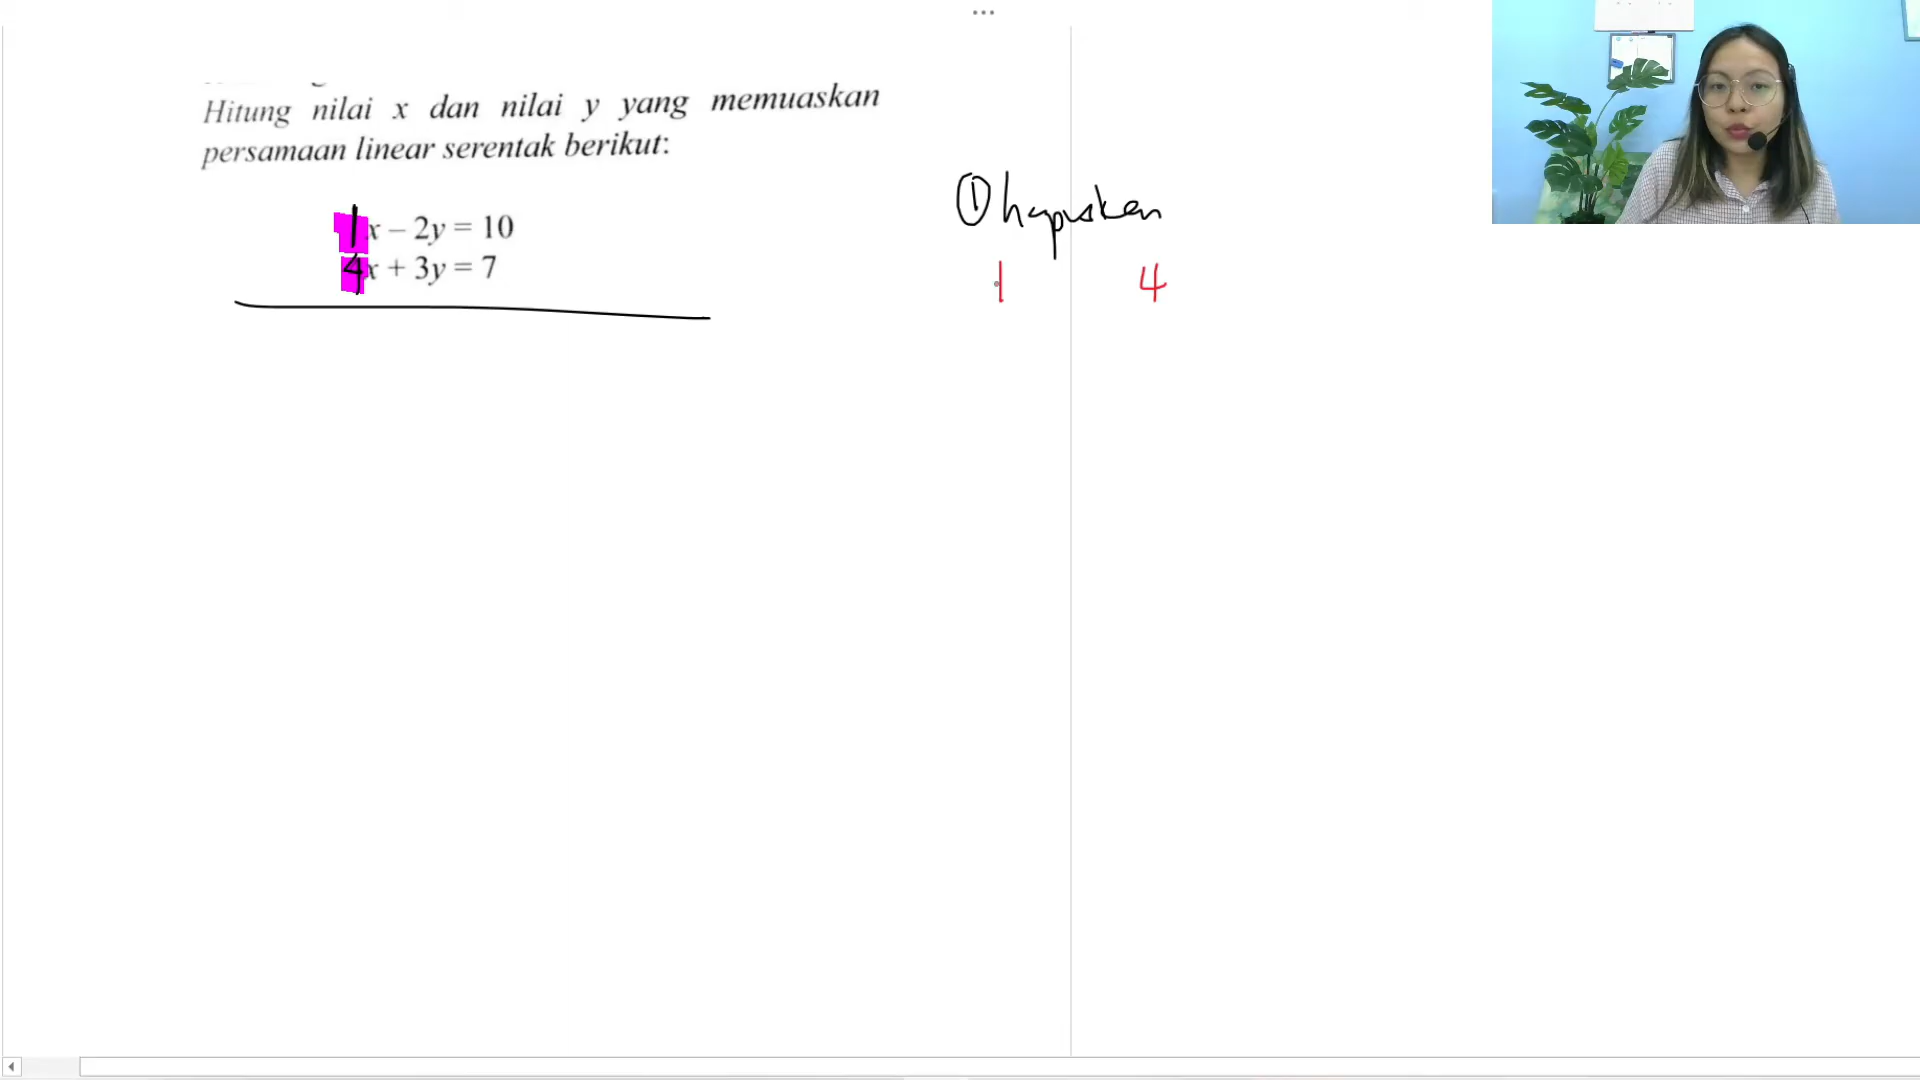 Hitung nilai x dan nilai y yang memuaskan
persamaan linear serentak berikut:
1x – 2y = 10
4x + 3y = 7
① hapuskan
1 4